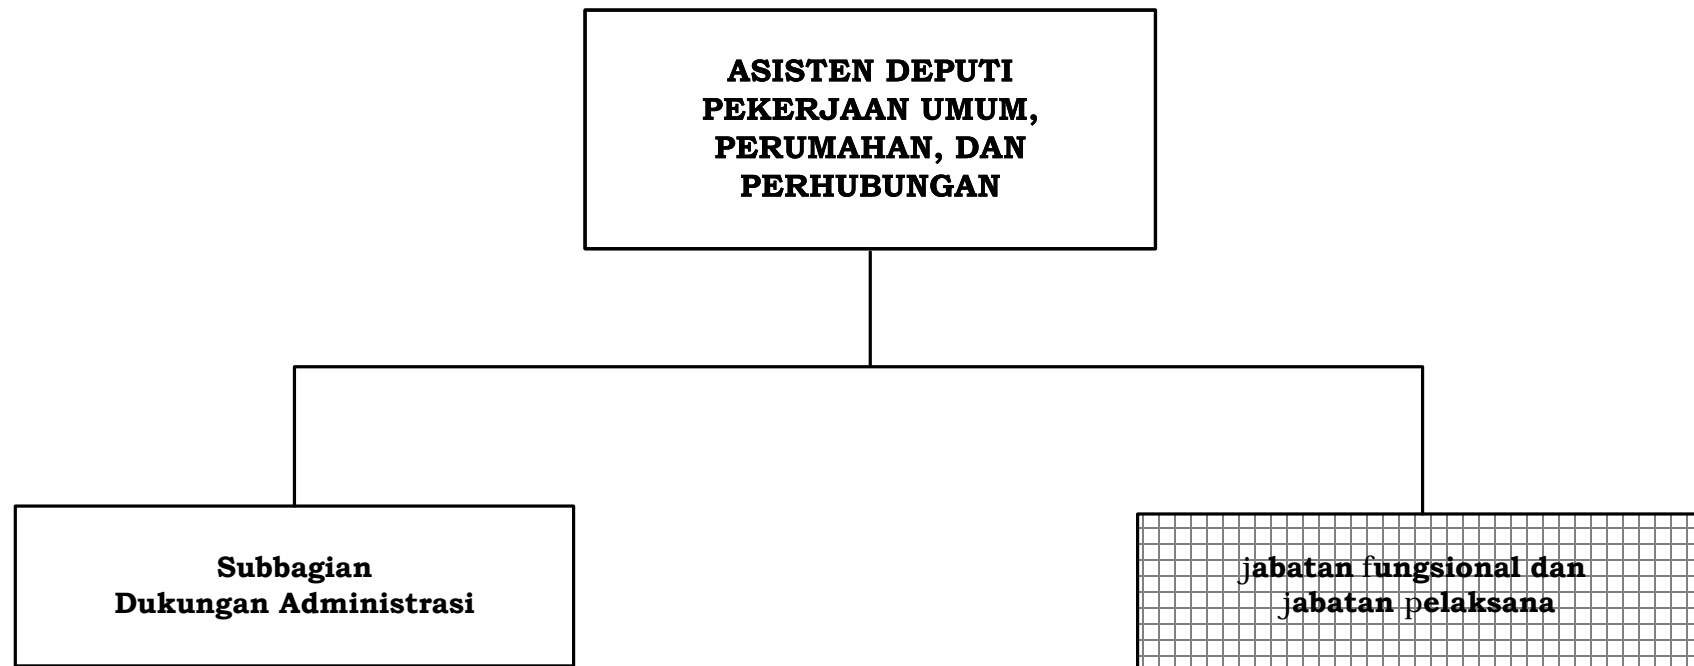 ASISTEN DEPUTI
PEKERJAAN UMUM,
PERUMAHAN, DAN
PERHUBUNGAN
Subbagian
Dukungan Administrasi
jabatan fungsional dan
jabatan pelaksana